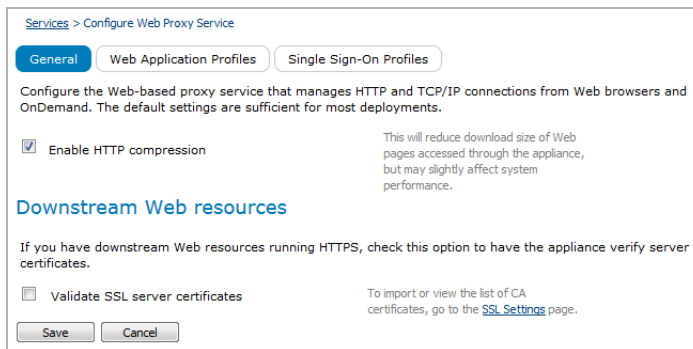 Services > Configure Web Proxy Service
General Web Application Profiles Single Sign-On Profiles
Configure the Web-based proxy service that manages HTTP and TCP/IP connections from Web browsers and
OnDemand. The default settings are sufficient for most deployments.
Enable HTTP compression
This will reduce download size of Web
pages accessed through the appliance,
but may slightly affect system
performance.
Downstream Web resources
If you have downstream Web resources running HTTPS, check this option to have the appliance verify server
certificates.
Validate SSL server certificates
To import or view the list of CA
certificates, go to the SSL Settings page.
Save Cancel